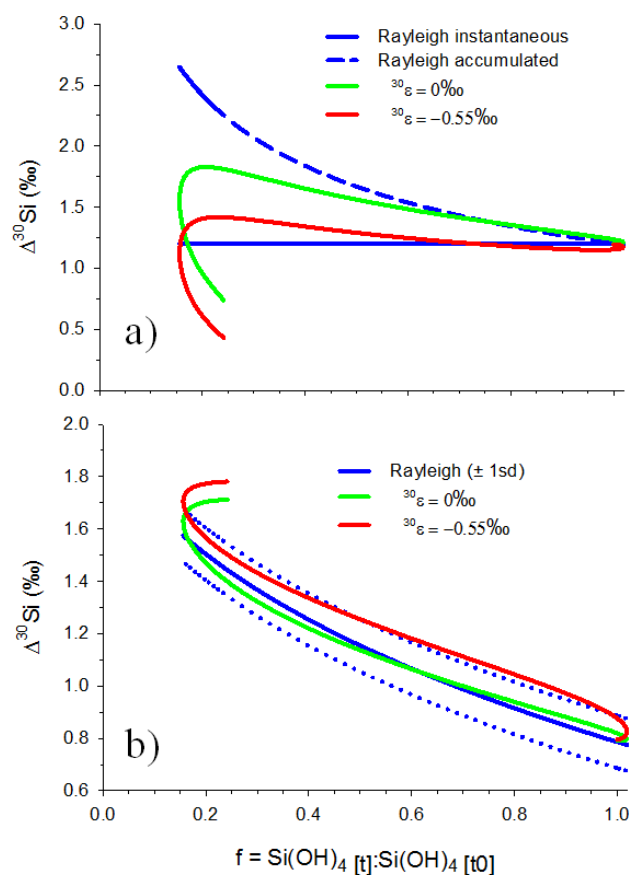 Rayleigh instantaneous
Rayleigh accumulated
³⁰ε = 0‰
³⁰ε = −0.55‰
Δ³⁰Si (‰)
3.0
2.5
2.0
1.5
1.0
0.5
0.0
a)
Rayleigh (± 1sd)
³⁰ε = 0‰
³⁰ε = −0.55‰
Δ³⁰Si (‰)
2.0
1.8
1.6
1.4
1.2
1.0
0.8
0.6
b)
0.0 0.2 0.4 0.6 0.8 1.0
f = Si(OH)₄ [t]:Si(OH)₄ [t0]